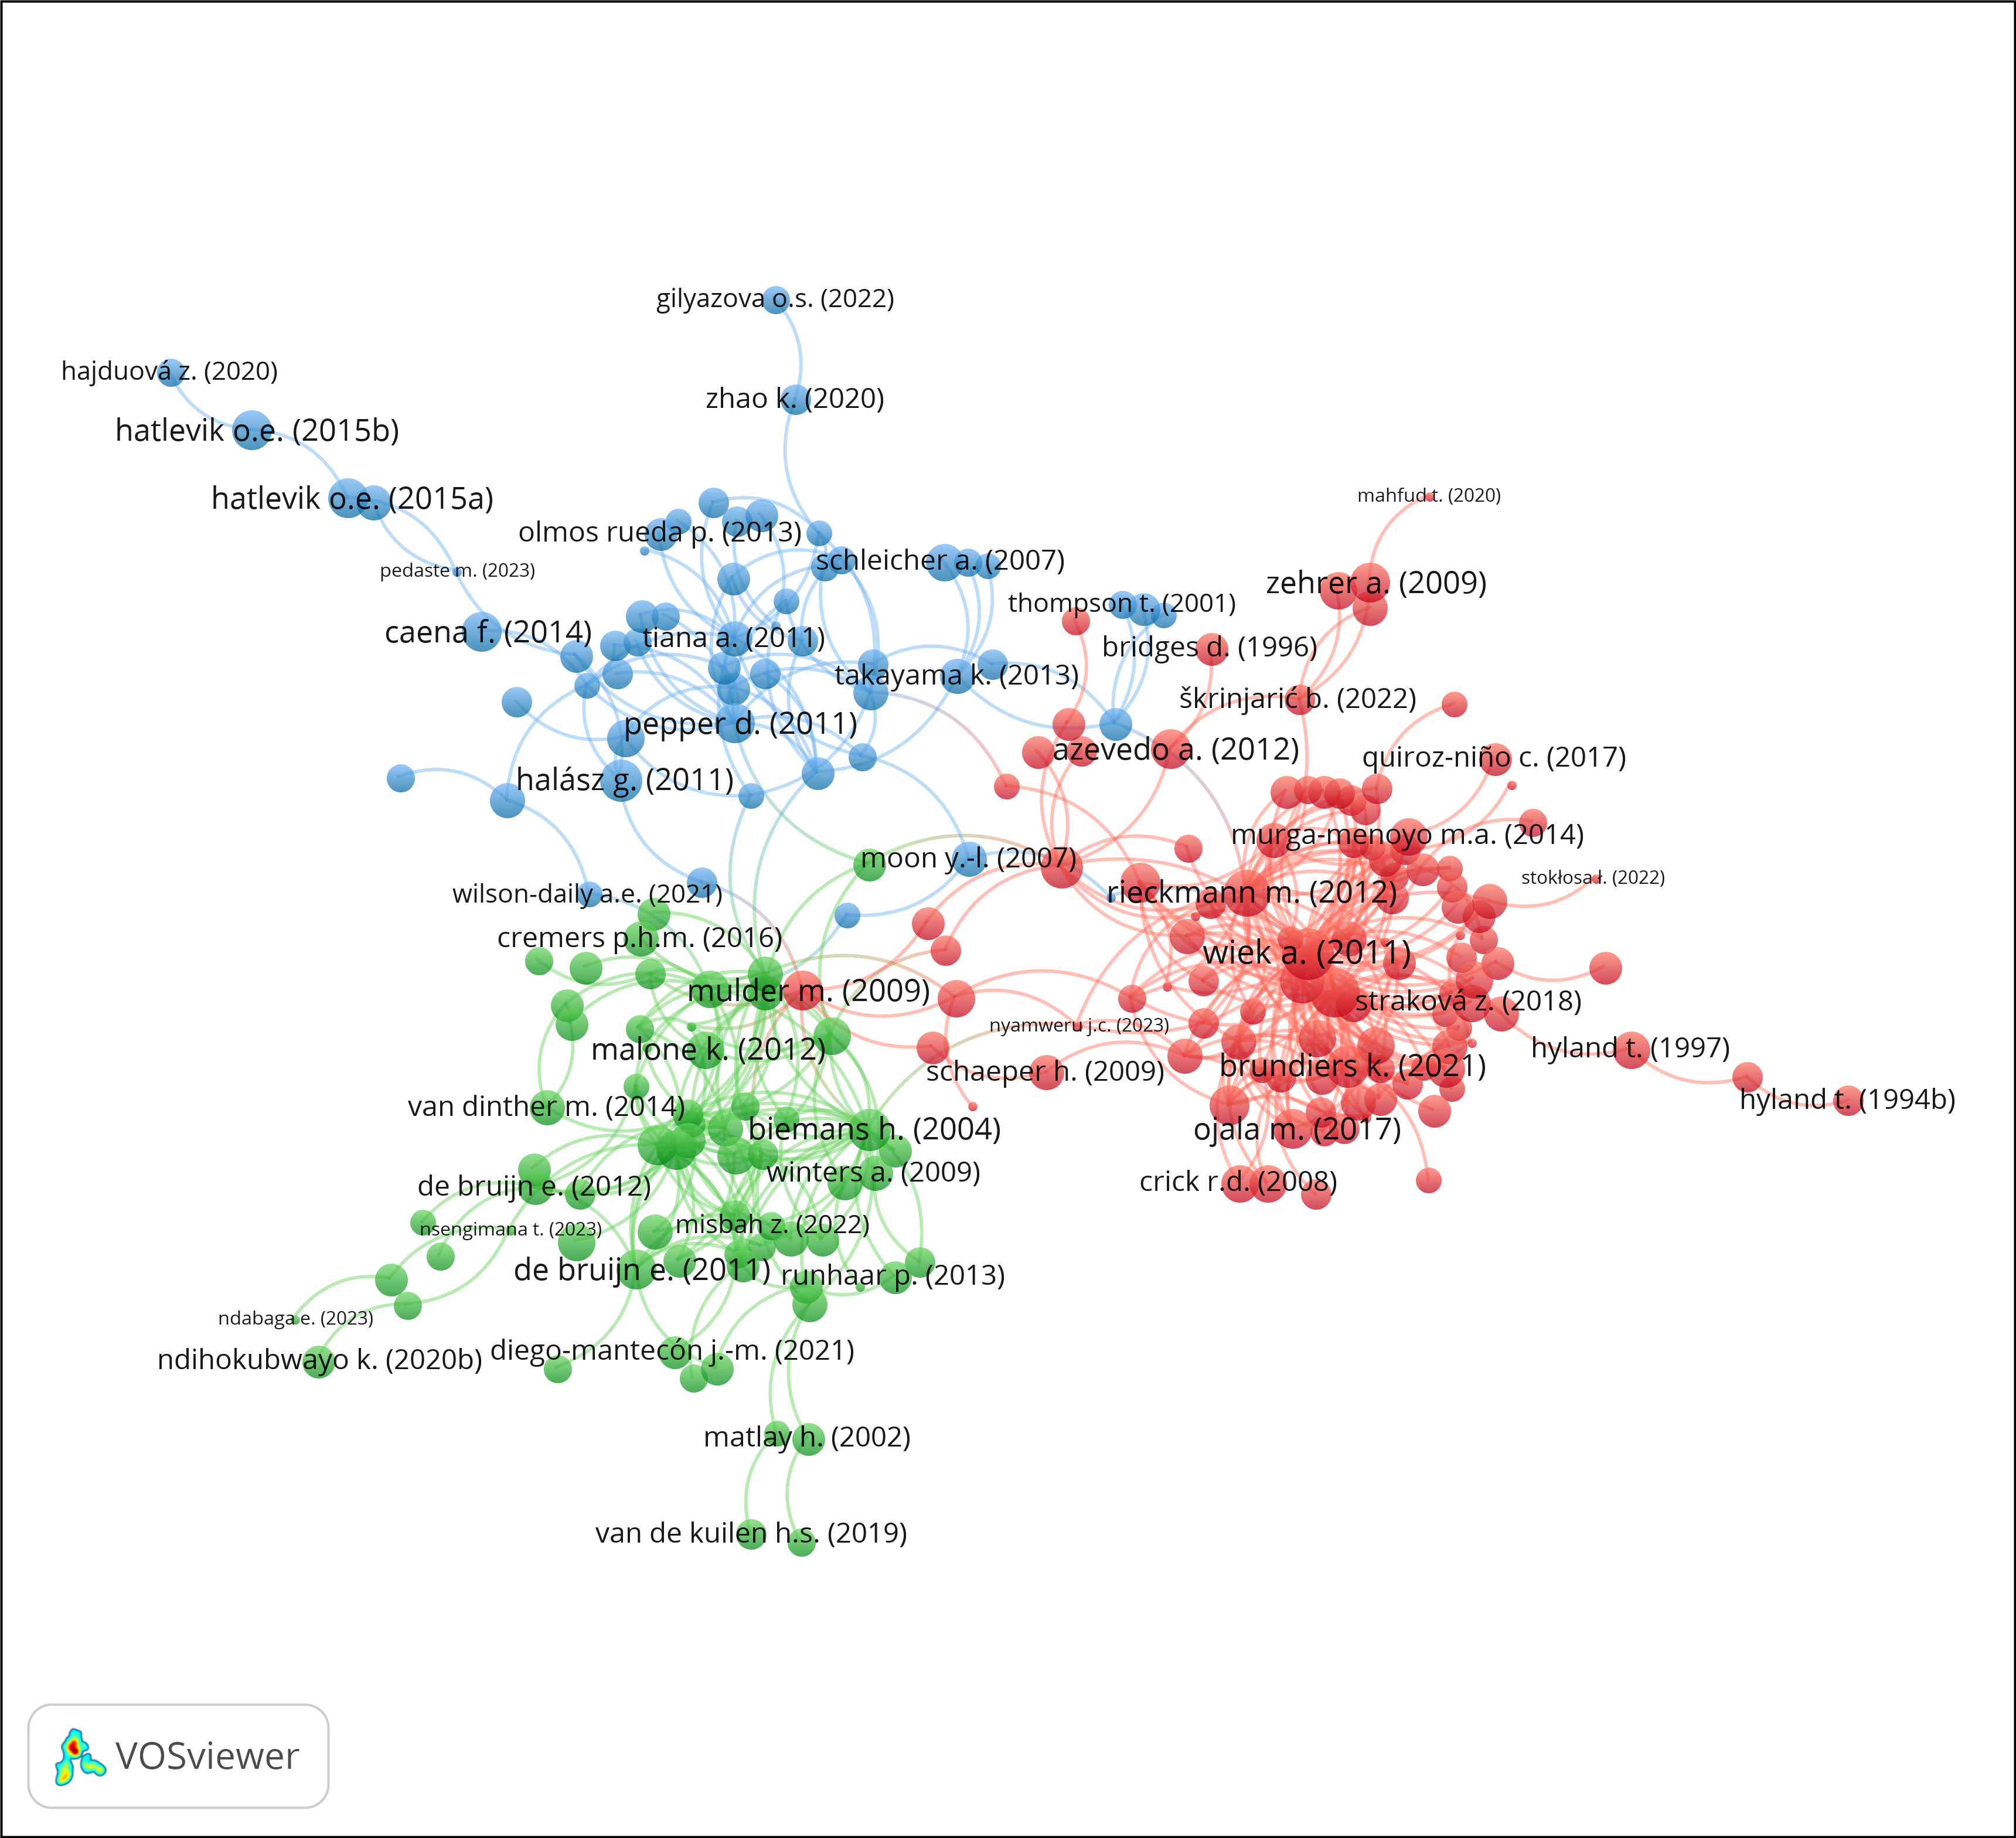 gilyazova o.s. (2022)
hajduová z. (2020)
zhao k. (2020)
hatlevik o.e. (2015b)
hatlevik o.e. (2015a)
mahfud t. (2020)
olmos rueda p. (2013)
schleicher a. (2007)
pedaste m. (2023)
zehrer a. (2009)
thompson t. (2001)
caena f. (2014)
tiana a. (2011)
bridges d. (1996)
takayama k. (2013)
škrinjarić b. (2022)
pepper d. (2011)
azevedo a. (2012)
quiroz-niño c. (2017)
halász g. (2011)
murga-menoyo m.a. (2014)
moon y.-l. (2007)
stokłosa ł. (2022)
wilson-daily a.e. (2021)
rieckmann m. (2012)
cremers p.h.m. (2016)
wiek a. (2011)
mulder m. (2009)
straková z. (2018)
nyamweru j.c. (2023)
malone k. (2012)
hyland t. (1997)
schaeper h. (2009)
brundiers k. (2021)
hyland t. (1994b)
van dinther m. (2014)
biemans h. (2004)
ojala m. (2017)
winters a. (2009)
crick r.d. (2008)
de bruijn e. (2012)
misbah z. (2022)
nsengimana t. (2023)
de bruijn e. (2011)
runhaar p. (2013)
ndabaga e. (2023)
diego-mantecón j.-m. (2021)
ndihokubwayo k. (2020b)
matlay h. (2002)
van de kuilen h.s. (2019)
VOSviewer